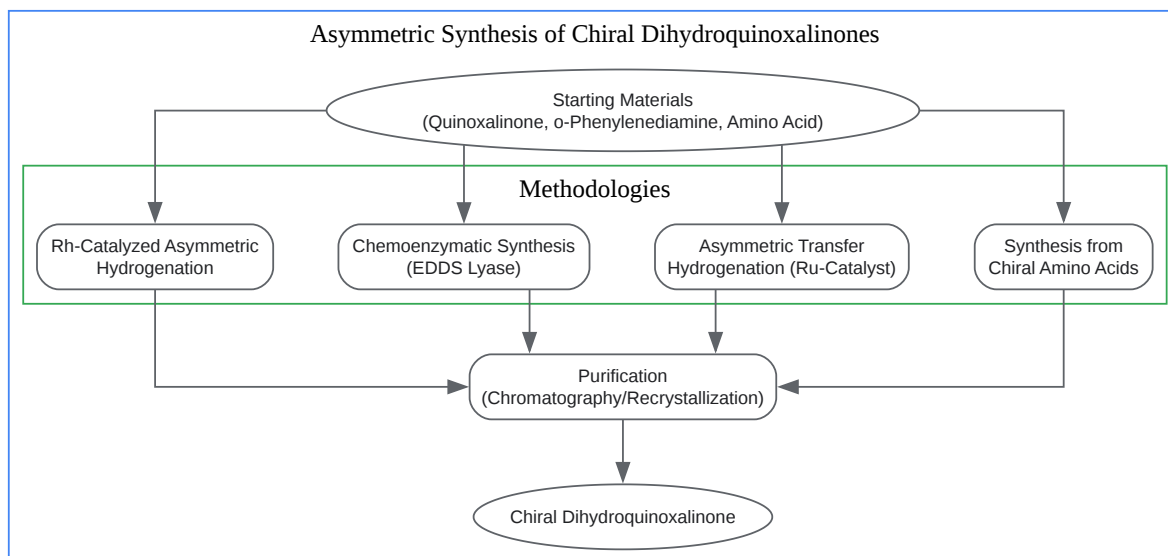 Asymmetric Synthesis of Chiral Dihydroquinoxalinones
Starting Materials
(Quinoxalinone, o-Phenylenediamine, Amino Acid)
Methodologies
Rh-Catalyzed Asymmetric
Hydrogenation
Chemoenzymatic Synthesis
(EDDS Lyase)
Asymmetric Transfer
Hydrogenation (Ru-Catalyst)
Synthesis from
Chiral Amino Acids
Purification
(Chromatography/Recrystallization)
Chiral Dihydroquinoxalinone